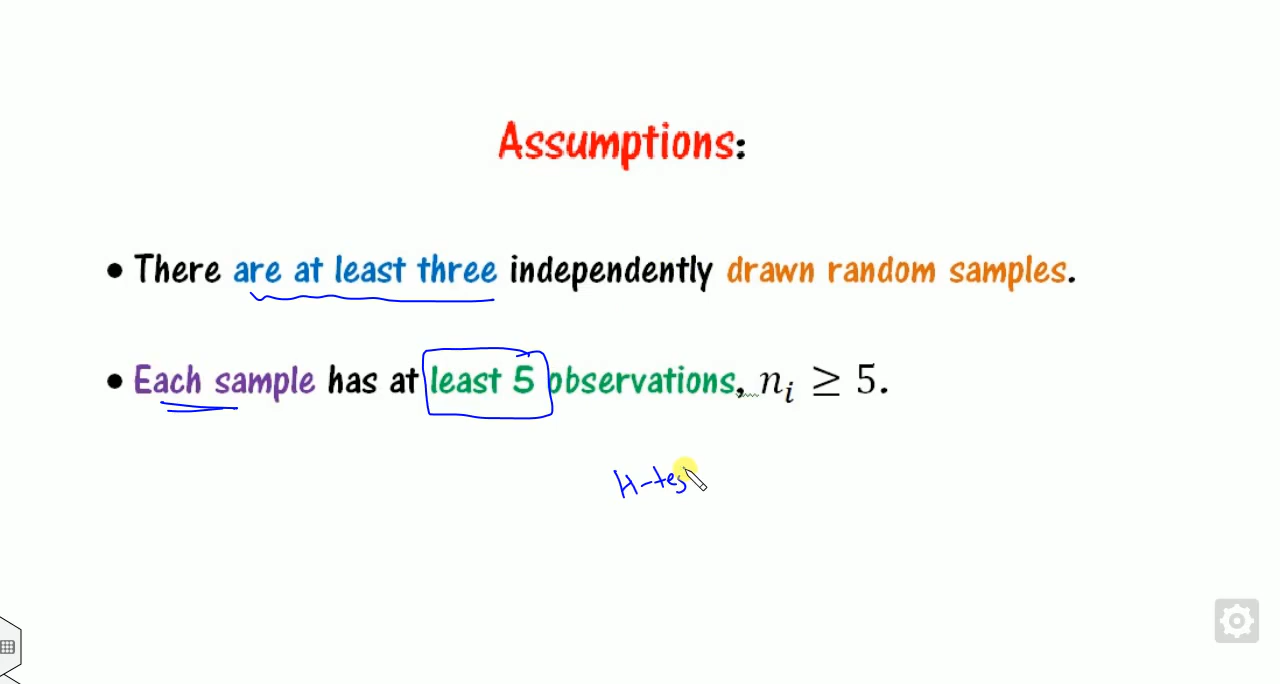 Assumptions:
• There are at least three independently drawn random samples.
• Each sample has at least 5 observations, nᵢ ≥ 5.
H-tes